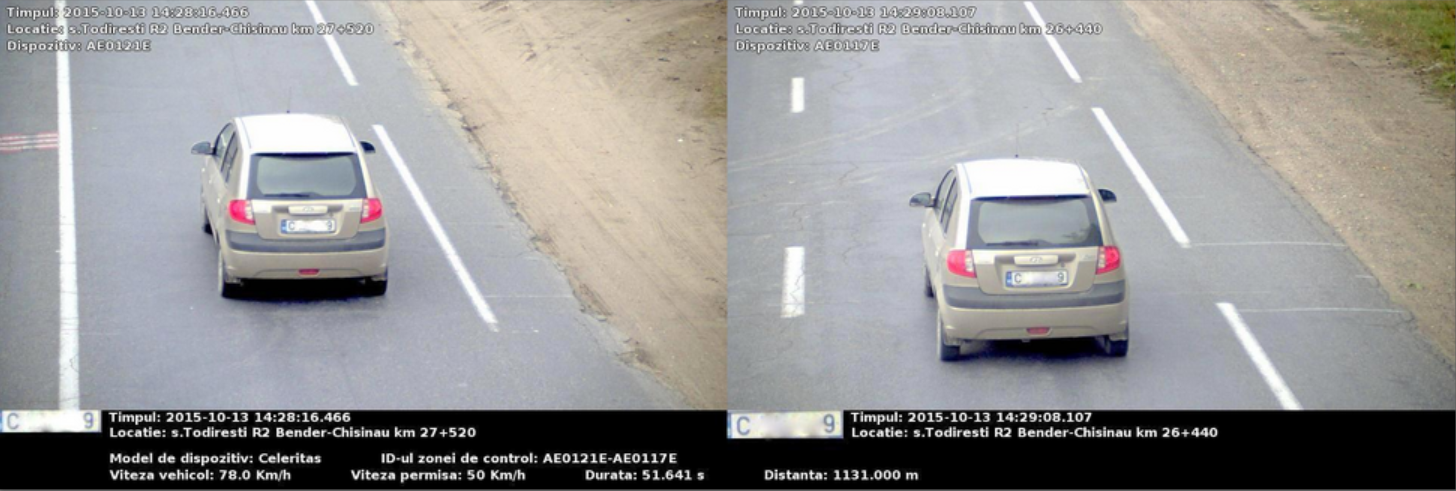 Timpul: 2015-10-13 14:28:16.466
Locatie: s.Todiresti R2 Bender-Chisinau km 27+520
Dispozitiv: AE0121E
Timpul: 2015-10-13 14:29:08.107
Locatie: s.Todiresti R2 Bender-Chisinau km 26+440
Dispozitiv: AE0117E
C 9
C 9
C 9
Timpul: 2015-10-13 14:28:16.466
Locatie: s.Todiresti R2 Bender-Chisinau km 27+520
C 9
Timpul: 2015-10-13 14:29:08.107
Locatie: s.Todiresti R2 Bender-Chisinau km 26+440
Model de dispozitiv: Celeritas ID-ul zonei de control: AE0121E-AE0117E
Viteza vehicol: 78.0 Km/h Viteza permisa: 50 Km/h Durata: 51.641 s Distanta: 1131.000 m